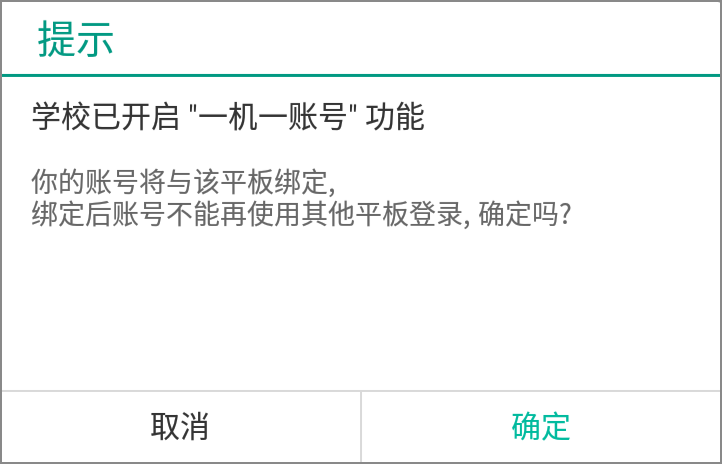 提示
学校已开启 "一机一账号" 功能
你的账号将与该平板绑定,
绑定后账号不能再使用其他平板登录, 确定吗?
取消
确定